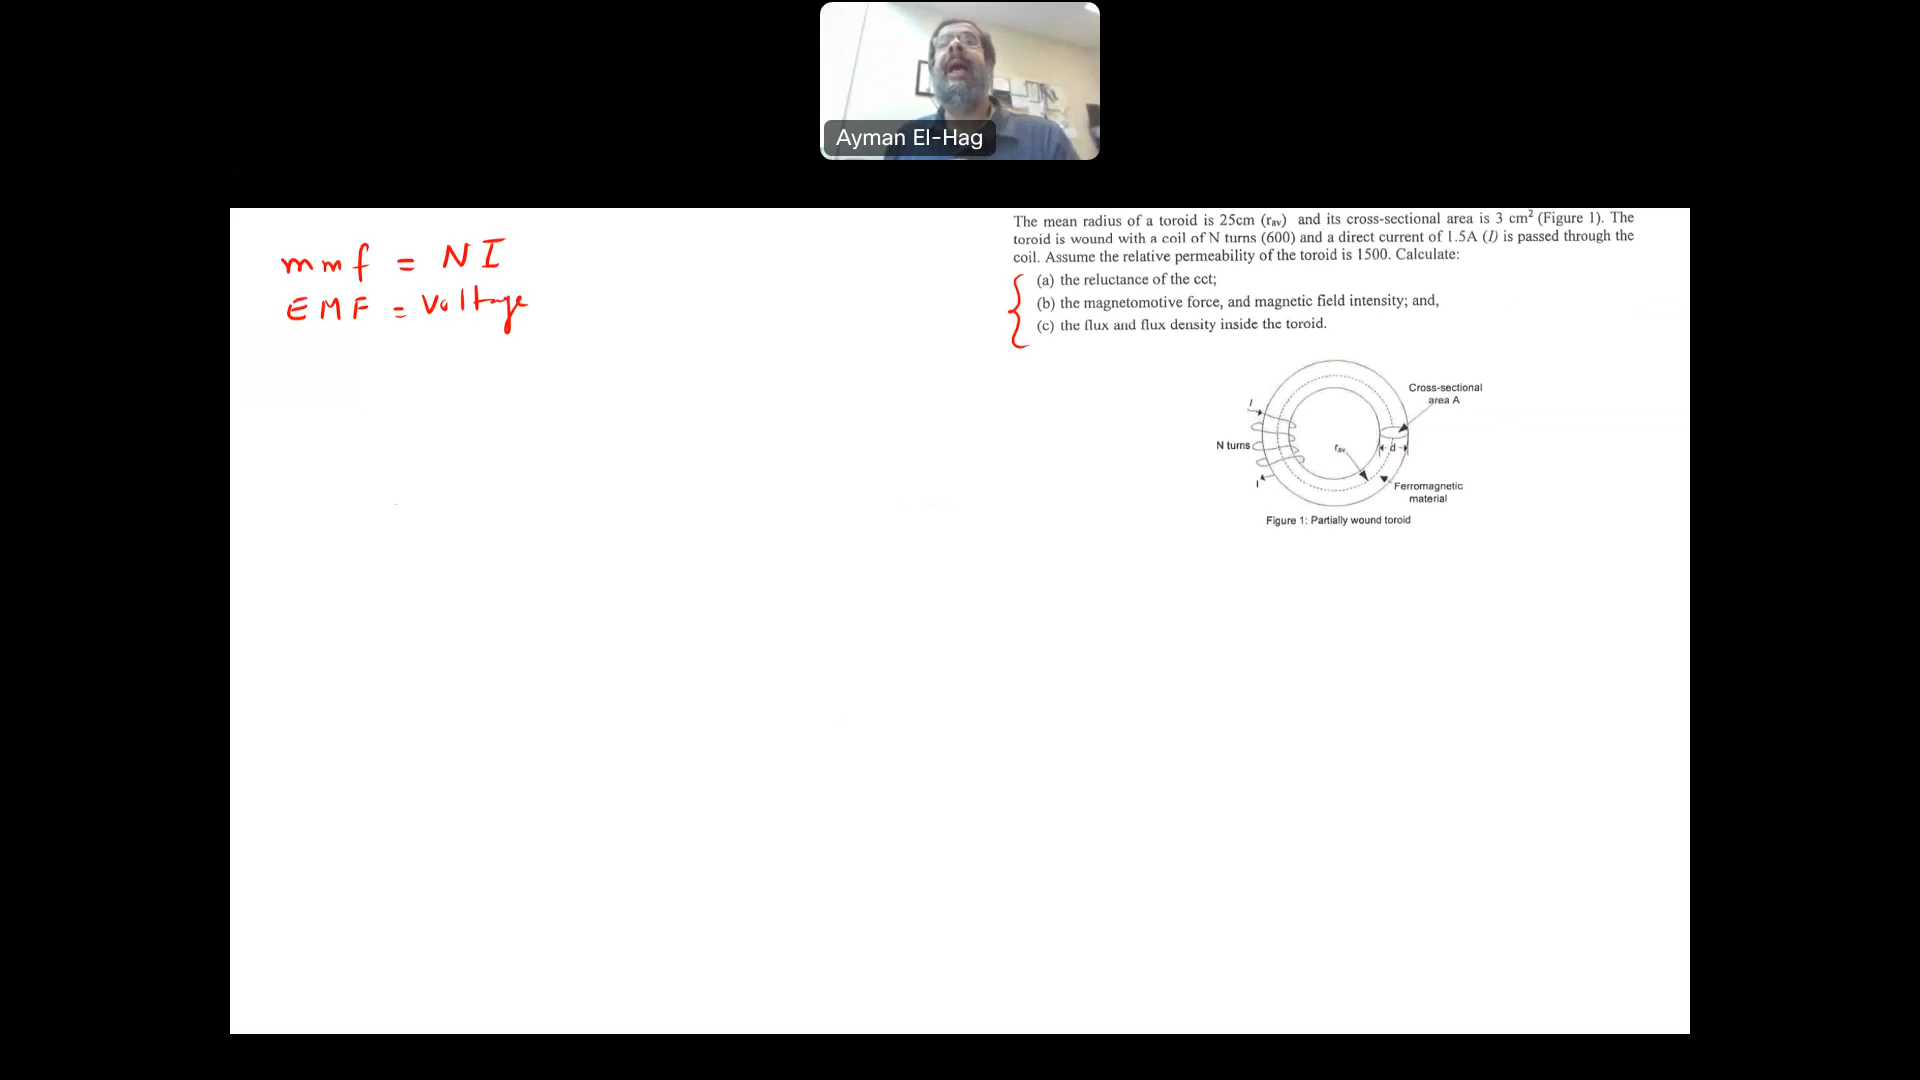 Ayman El-Hag
mmf = NI
EMF = Voltage
The mean radius of a toroid is 25cm (rav) and its cross-sectional area is 3 cm² (Figure 1). The
toroid is wound with a coil of N turns (600) and a direct current of 1.5A (I) is passed through the
coil. Assume the relative permeability of the toroid is 1500. Calculate:
(a) the reluctance of the cct;
(b) the magnetomotive force, and magnetic field intensity; and,
(c) the flux and flux density inside the toroid.
Cross-sectional
area A
I
N turns
rav
d
I
Ferromagnetic
material
Figure 1: Partially wound toroid